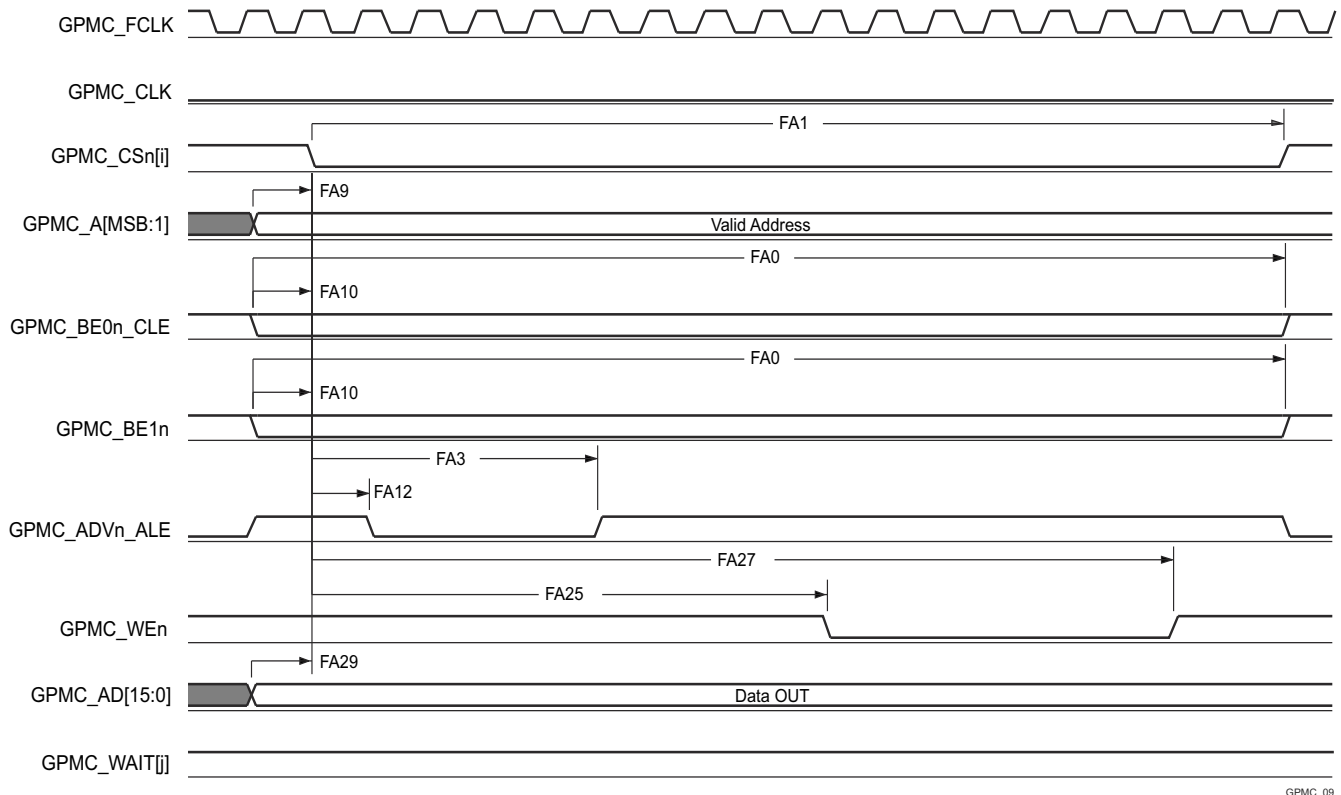 GPMC_FCLK
GPMC_CLK
FA1
GPMC_CSn[i]
FA9
GPMC_A[MSB:1]
Valid Address
FA0
FA10
GPMC_BE0n_CLE
FA0
FA10
GPMC_BE1n
FA3
FA12
GPMC_ADVn_ALE
FA27
FA25
GPMC_WEn
FA29
GPMC_AD[15:0]
Data OUT
GPMC_WAIT[j]
GPMC_09